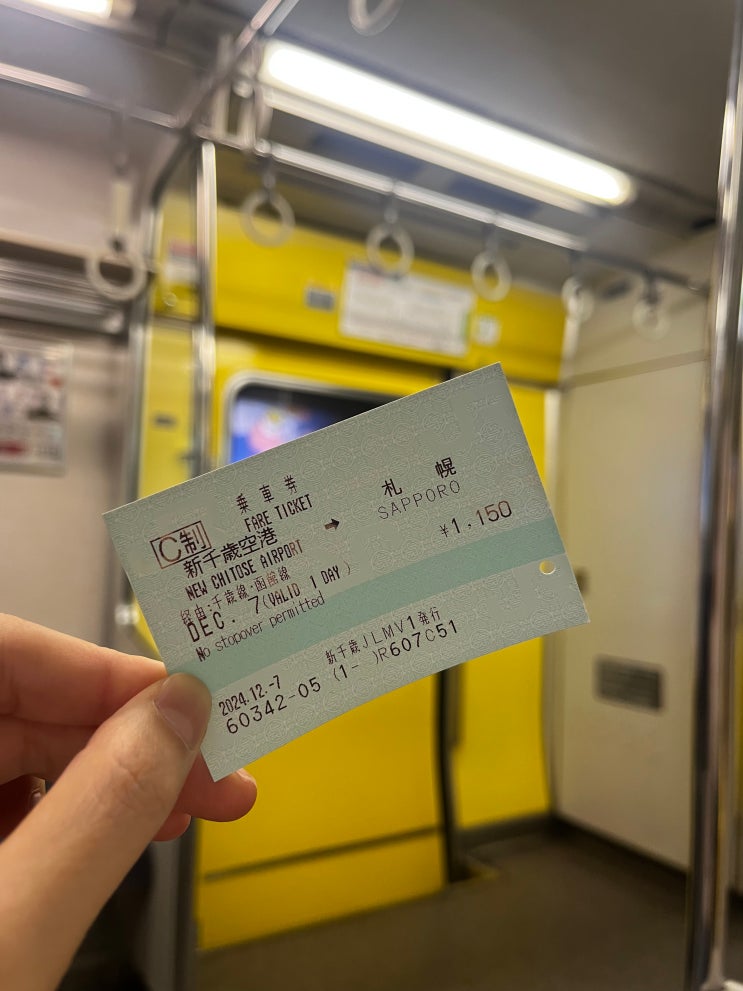 乗車券
FARE TICKET
C制
新千歳空港 ➡ 札幌
NEW CHITOSE AIRPORT SAPPORO
経由:千歳線・函館線 ¥1,150
DEC. 7(VALID 1 DAY)
No stopover permitted
新千歳JLMV1発行
2024.12.-7 (1- )R607C51
60342-05